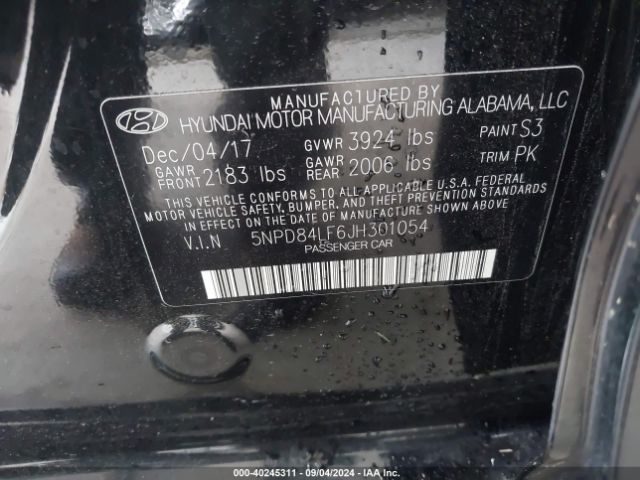 MANUFACTURED BY
HYUNDAI MOTOR MANUFACTURING ALABAMA, LLC
Dec/04/17 GVWR 3924 lbs PAINT S3
GAWR FRONT 2183 lbs GAWR REAR 2006 lbs TRIM PK
THIS VEHICLE CONFORMS TO ALL APPLICABLE U.S.A. FEDERAL
MOTOR VEHICLE SAFETY, BUMPER, AND THEFT PREVENTION STANDARDS
IN EFFECT ON THE DATE OF MANUFACTURE SHOWN ABOVE.
V.I.N 5NPD84LF6JH301054
PASSENGER CAR
000-40245311 - 09/04/2024 - IAAI.COM